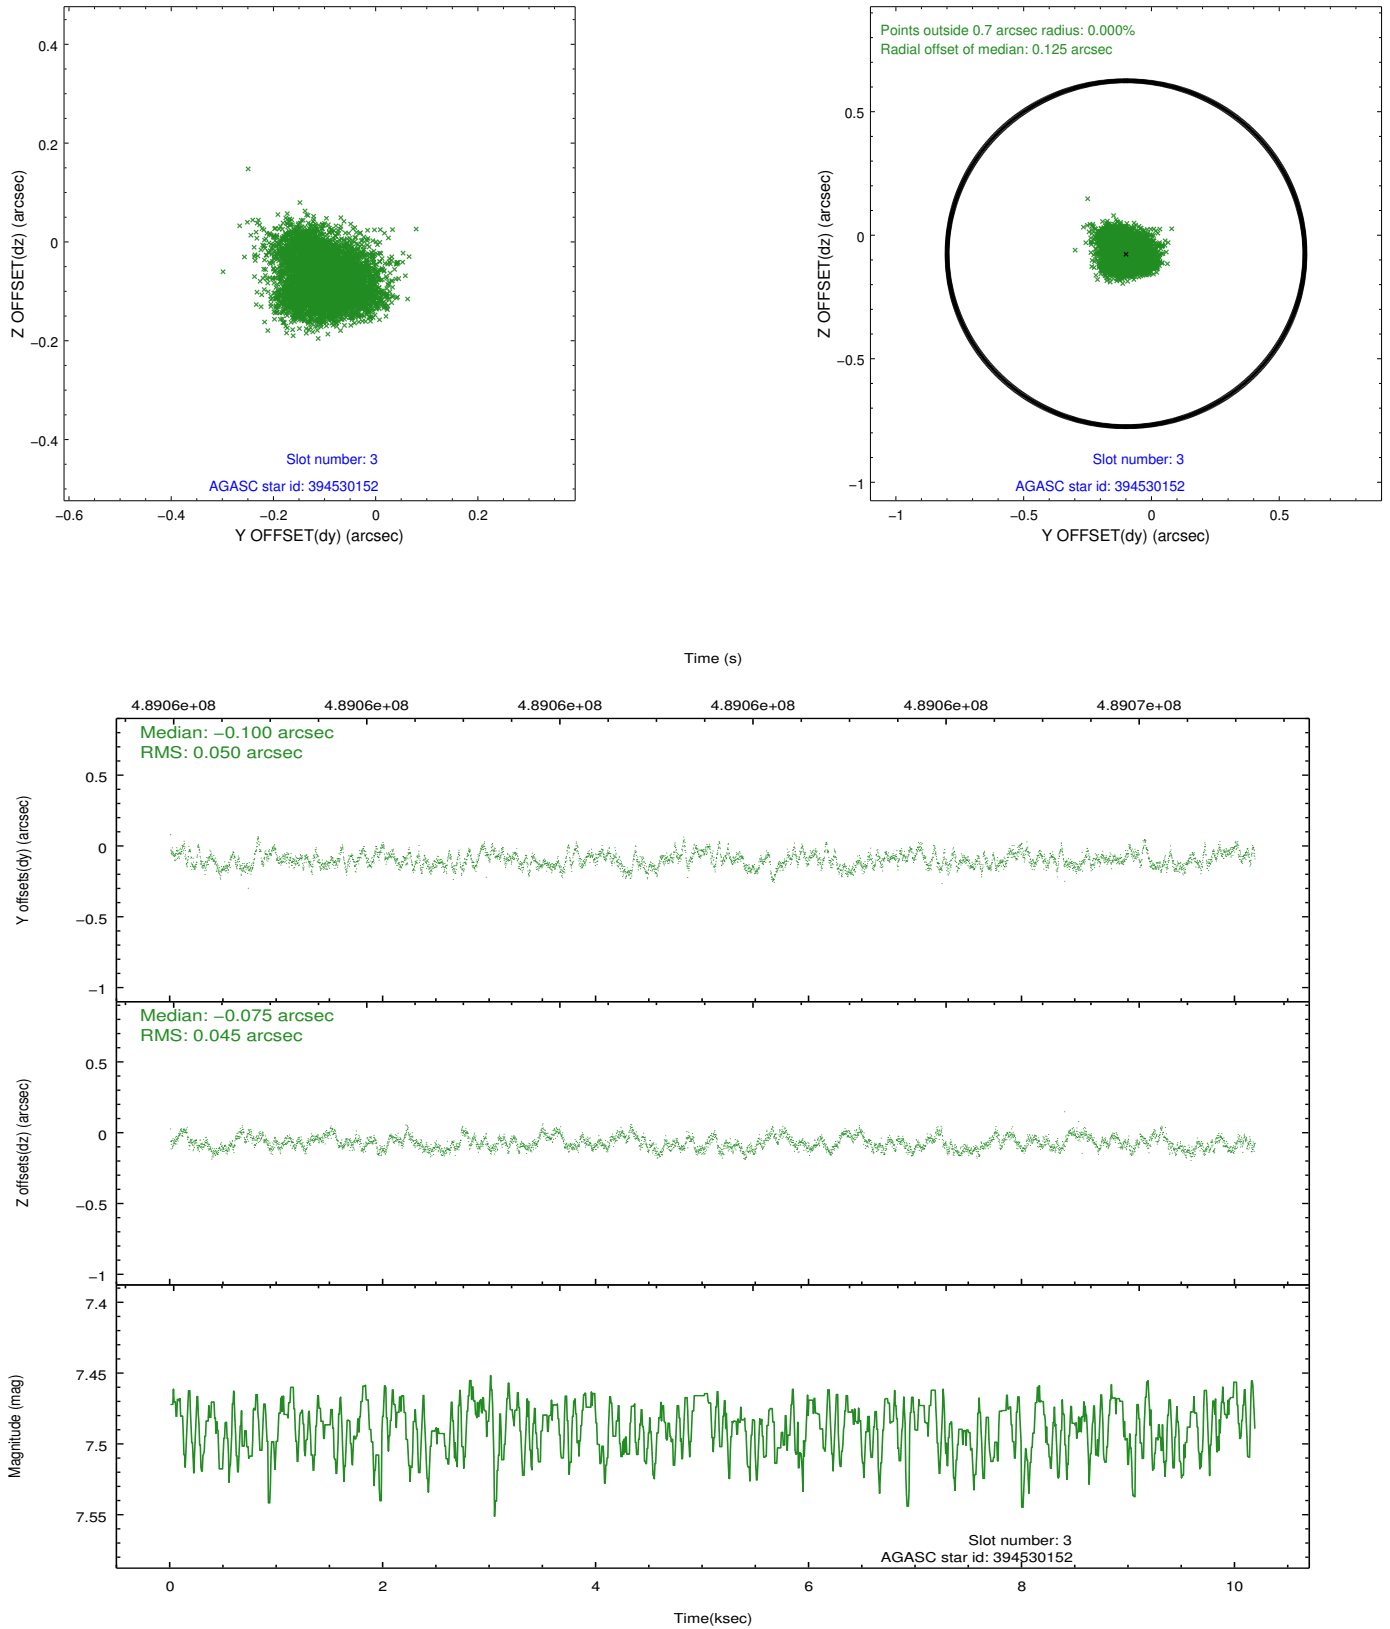 0.4
0.2
0
−0.2
−0.4
−0.6
−0.4
−0.2
0
0.2
Z OFFSET(dz) (arcsec)
Y OFFSET(dy) (arcsec)
Slot number: 3
AGASC star id: 394530152
Points outside 0.7 arcsec radius: 0.000%
Radial offset of median: 0.125 arcsec
0.5
0
−0.5
−1
−1
−0.5
0
0.5
Z OFFSET(dz) (arcsec)
Y OFFSET(dy) (arcsec)
Slot number: 3
AGASC star id: 394530152
Time (s)
4.8906e+08
4.8906e+08
4.8906e+08
4.8906e+08
4.8906e+08
4.8907e+08
Median: −0.100 arcsec
RMS: 0.050 arcsec
0.5
0
−0.5
−1
Y offsets(dy) (arcsec)
Median: −0.075 arcsec
RMS: 0.045 arcsec
0.5
0
−0.5
−1
Z offsets(dz) (arcsec)
7.4
7.45
7.5
7.55
Magnitude (mag)
Slot number: 3
AGASC star id: 394530152
0
2
4
6
8
10
Time(ksec)